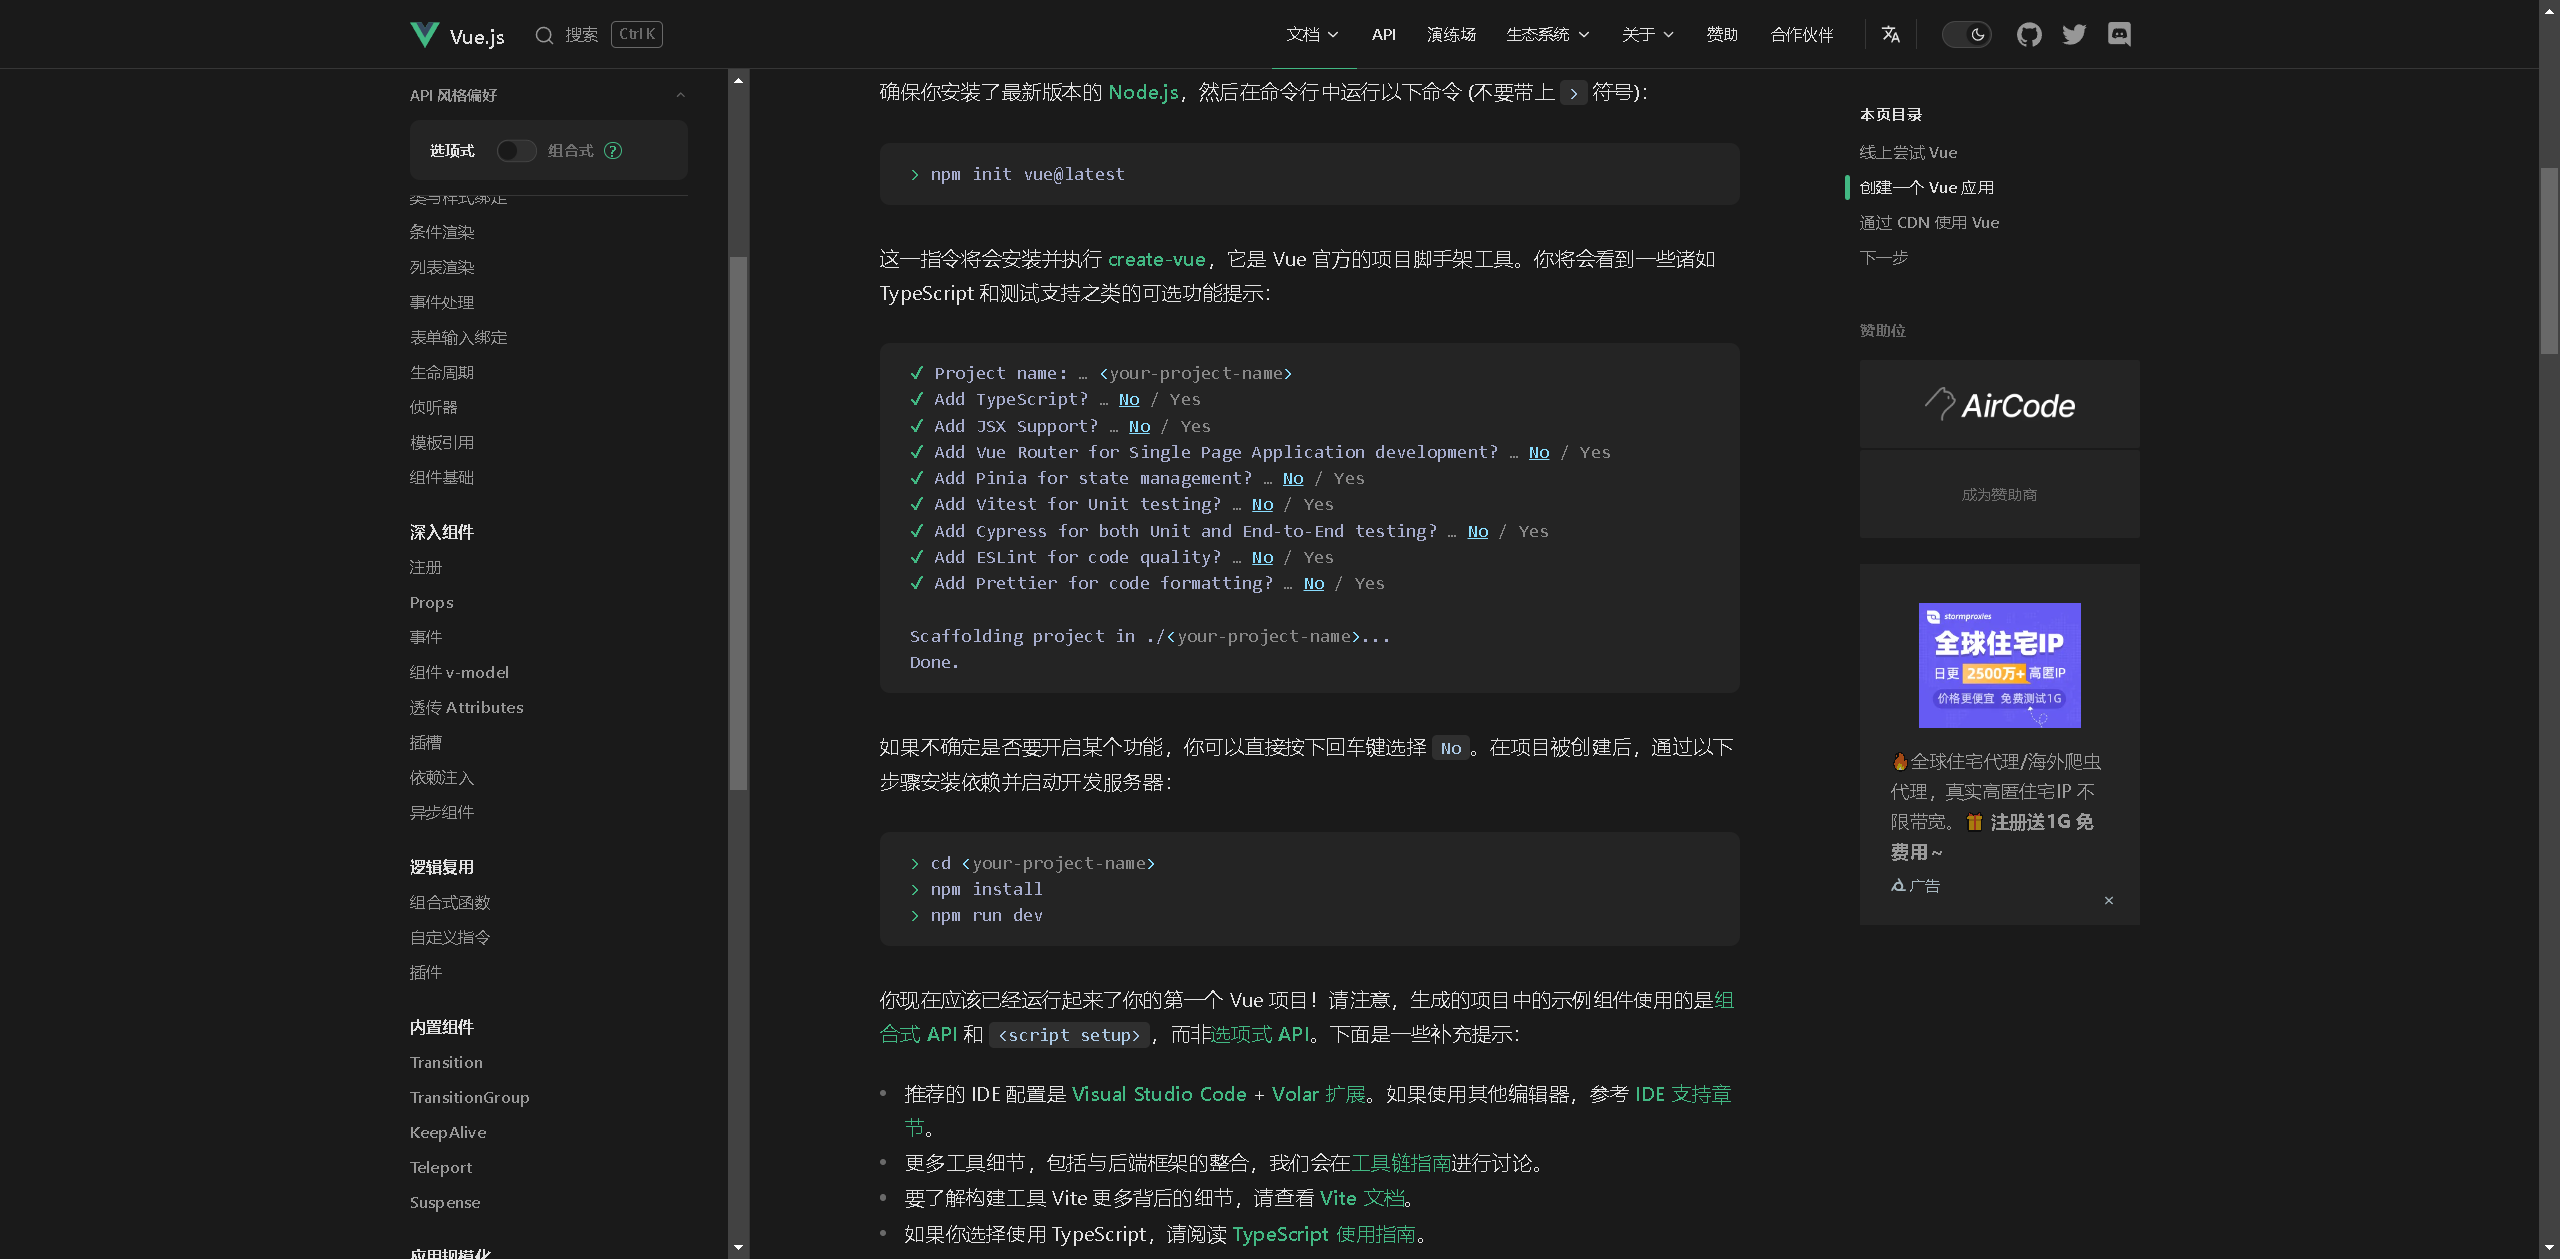 Vue.js
搜索
Ctrl K
文档
API
演练场
生态系统
关于
赞助
合作伙伴
API 风格偏好
选项式
组合式
?
类与样式绑定
条件渲染
列表渲染
事件处理
表单输入绑定
生命周期
侦听器
模板引用
组件基础
深入组件
注册
Props
事件
组件 v-model
透传 Attributes
插槽
依赖注入
异步组件
逻辑复用
组合式函数
自定义指令
插件
内置组件
Transition
TransitionGroup
KeepAlive
Teleport
Suspense
应用规模化
确保你安装了最新版本的 Node.js，然后在命令行中运行以下命令 (不要带上 > 符号)：
> npm init vue@latest
这一指令将会安装并执行 create-vue，它是 Vue 官方的项目脚手架工具。你将会看到一些诸如
TypeScript 和测试支持之类的可选功能提示：
✓ Project name: … <your-project-name>
✓ Add TypeScript? … No / Yes
✓ Add JSX Support? … No / Yes
✓ Add Vue Router for Single Page Application development? … No / Yes
✓ Add Pinia for state management? … No / Yes
✓ Add Vitest for Unit testing? … No / Yes
✓ Add Cypress for both Unit and End-to-End testing? … No / Yes
✓ Add ESLint for code quality? … No / Yes
✓ Add Prettier for code formatting? … No / Yes
Scaffolding project in ./<your-project-name>...
Done.
如果不确定是否要开启某个功能，你可以直接按下回车键选择 No。在项目被创建后，通过以下
步骤安装依赖并启动开发服务器：
> cd <your-project-name>
> npm install
> npm run dev
你现在应该已经运行起来了你的第一个 Vue 项目！请注意，生成的项目中的示例组件使用的是组
合式 API 和 <script setup>，而非选项式 API。下面是一些补充提示：
• 推荐的 IDE 配置是 Visual Studio Code + Volar 扩展。如果使用其他编辑器，参考 IDE 支持章
节。
• 更多工具细节，包括与后端框架的整合，我们会在工具链指南进行讨论。
• 要了解构建工具 Vite 更多背后的细节，请查看 Vite 文档。
• 如果你选择使用 TypeScript，请阅读 TypeScript 使用指南。
本页目录
线上尝试 Vue
创建一个 Vue 应用
通过 CDN 使用 Vue
下一步
赞助位
AirCode
成为赞助商
stormproxies
全球住宅IP
日更 2500万+ 高匿IP
价格更便宜 免费测试1G
🔥全球住宅代理/海外爬虫
代理，真实高匿住宅IP 不
限带宽。🎁 注册送1G 免
费用～
广告
×